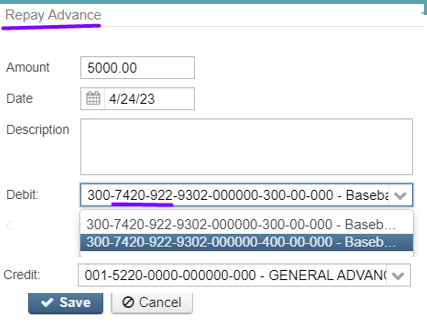 Repay Advance
Amount 5000.00
Date 4/24/23
Description
Debit: 300-7420-922-9302-000000-300-00-000 - Baseba
300-7420-922-9302-000000-300-00-000 - Baseb...
300-7420-922-9302-000000-400-00-000 - Baseb...
Credit: 001-5220-0000-000000-000 - GENERAL ADVANC
Save Cancel